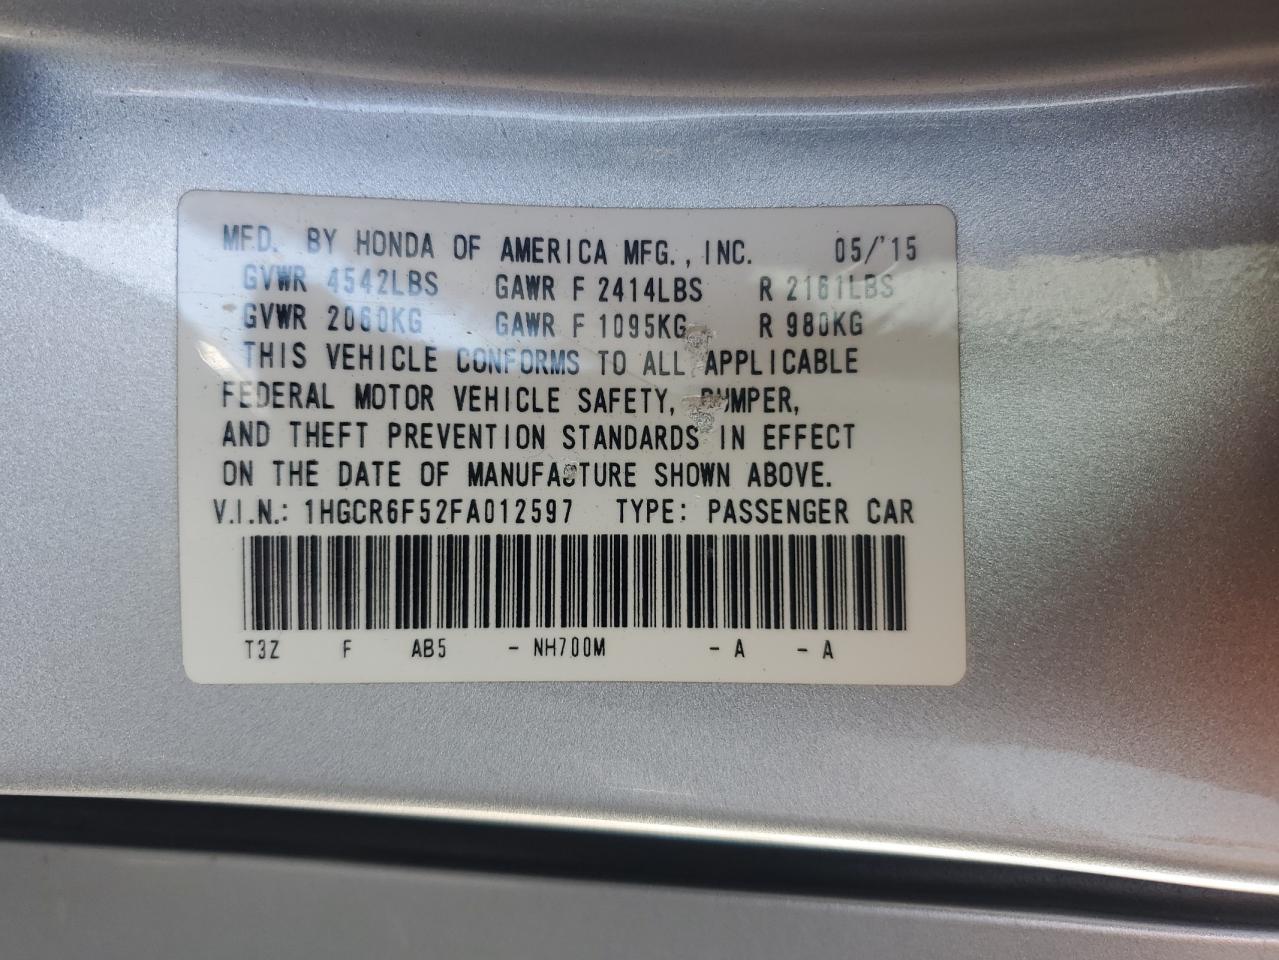 MFD. BY HONDA OF AMERICA MFG., INC. 05/'15
GVWR 4542LBS GAWR F 2414LBS R 2161LBS
GVWR 2060KG GAWR F 1095KG R 980KG
THIS VEHICLE CONFORMS TO ALL APPLICABLE
FEDERAL MOTOR VEHICLE SAFETY, BUMPER,
AND THEFT PREVENTION STANDARDS IN EFFECT
ON THE DATE OF MANUFACTURE SHOWN ABOVE.
V.I.N.: 1HGCR6F52FA012597 TYPE: PASSENGER CAR
T3Z F AB5 - NH700M - A - A